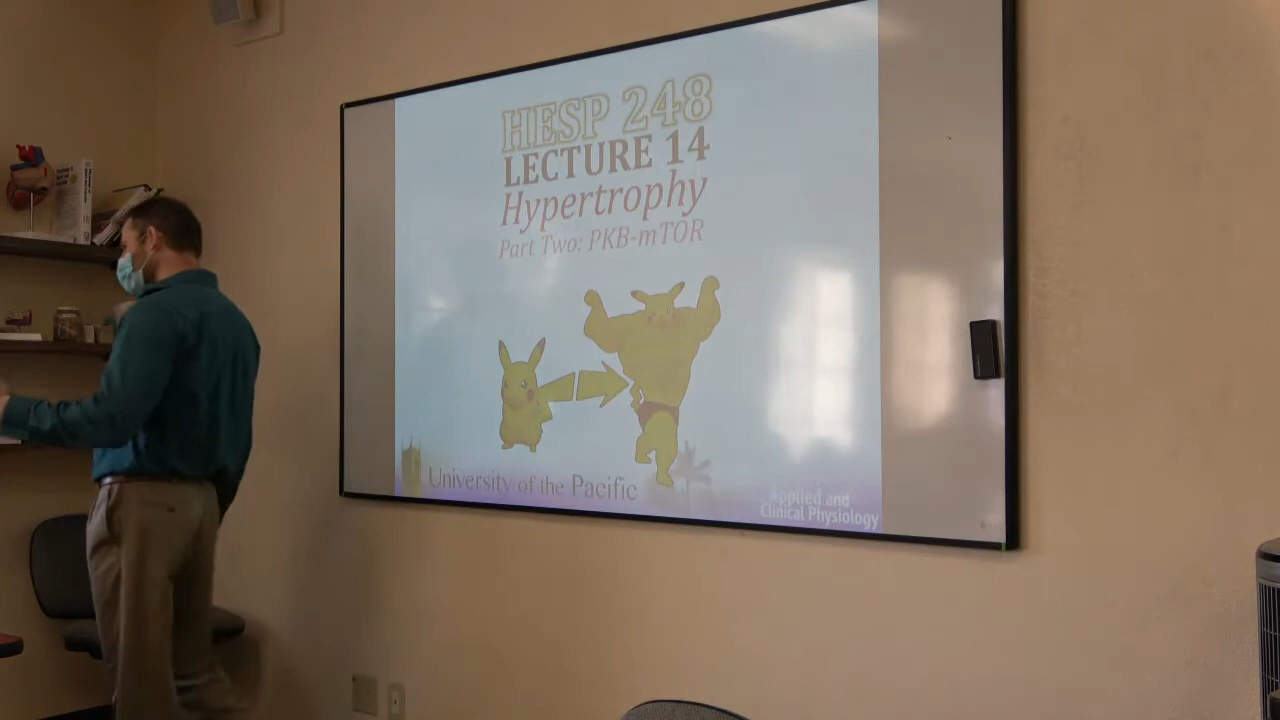 HESP 248
LECTURE 14
Hypertrophy
Part Two: PKB-mTOR
University of the Pacific
Applied and
Clinical Physiology